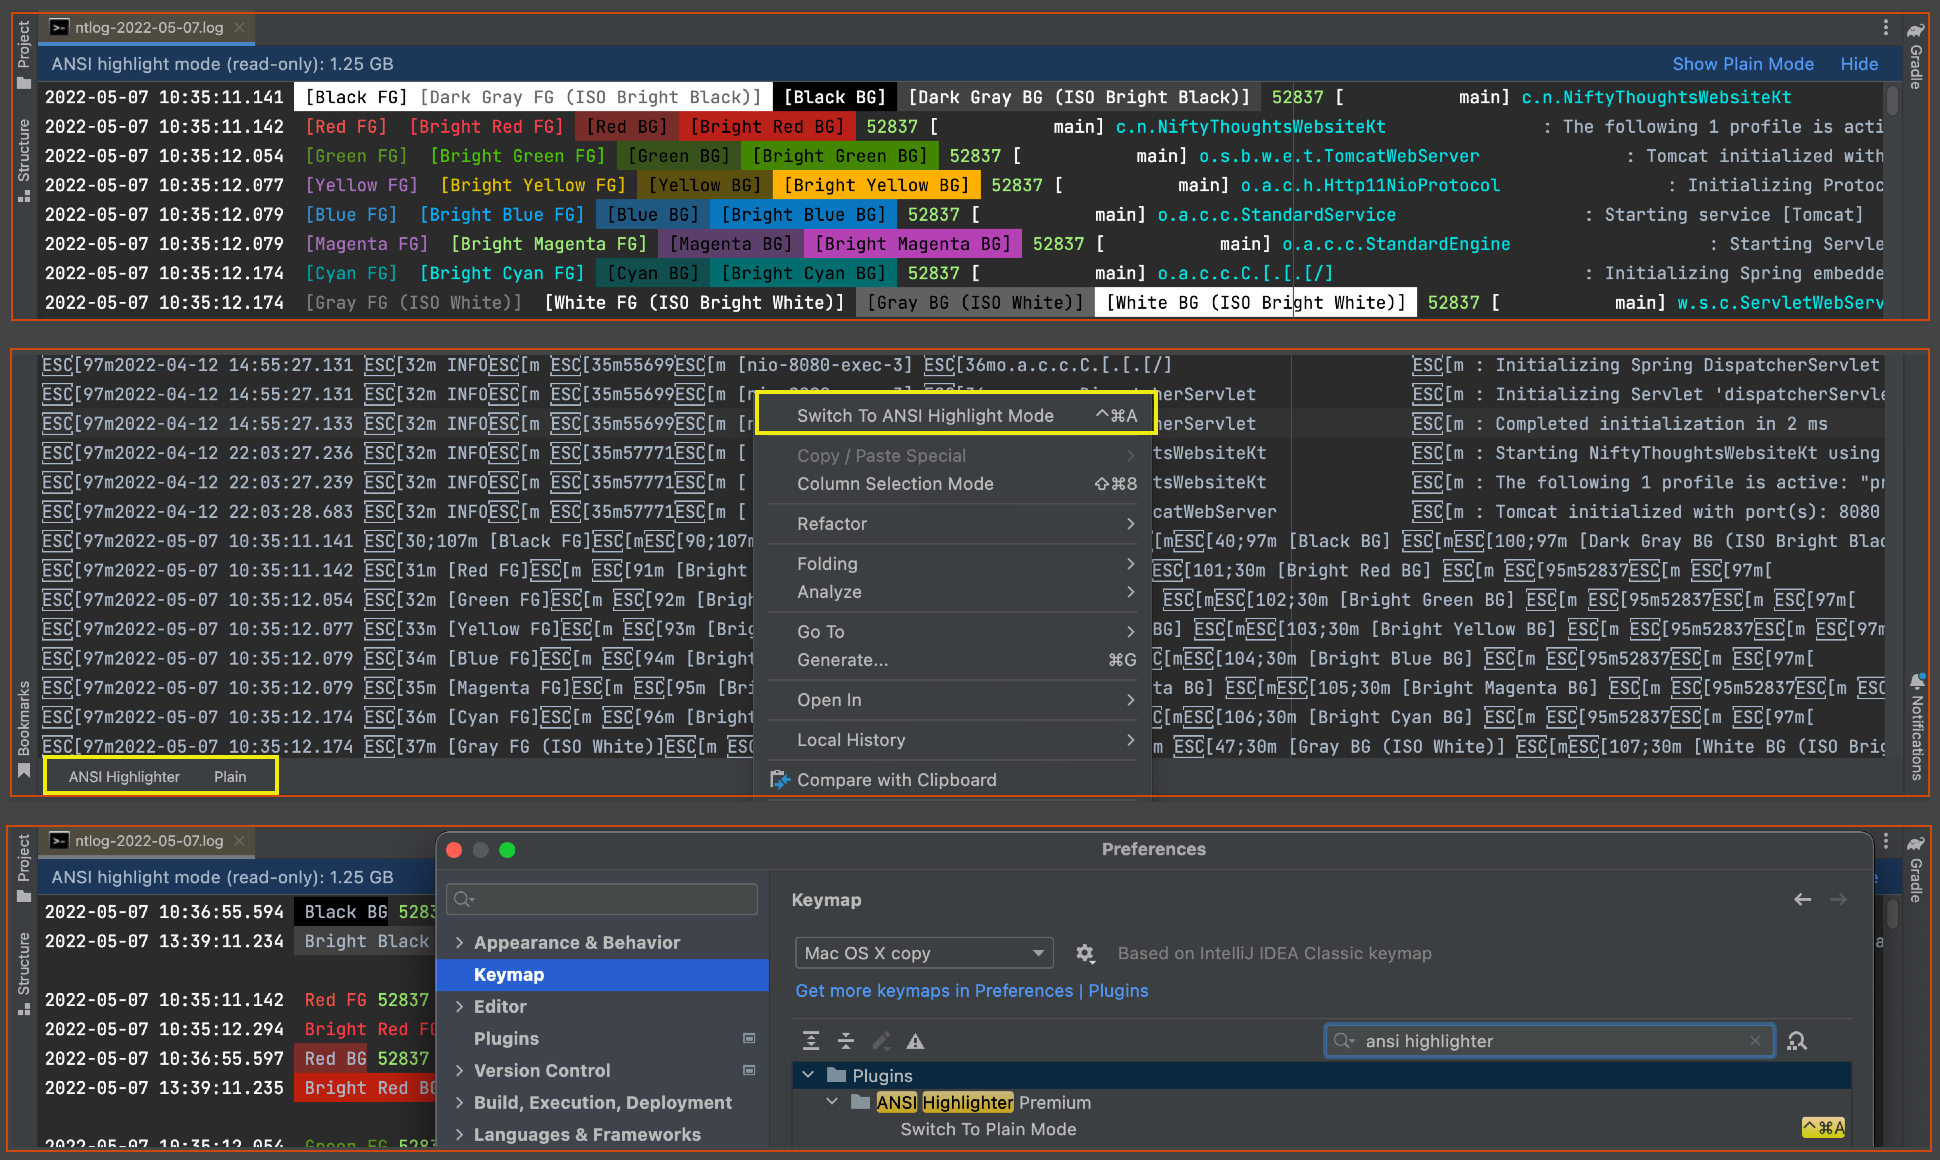 Project
ntlog-2022-05-07.log
Gradle
ANSI highlight mode (read-only): 1.25 GB Show Plain Mode Hide
2022-05-07 10:35:11.141 [Black FG] [Dark Gray FG (ISO Bright Black)] [Black BG] [Dark Gray BG (ISO Bright Black)] 52837 [ main] c.n.NiftyThoughtsWebsiteKt
2022-05-07 10:35:11.142 [Red FG] [Bright Red FG] [Red BG] [Bright Red BG] 52837 [ main] c.n.NiftyThoughtsWebsiteKt : The following 1 profile is acti
2022-05-07 10:35:12.054 [Green FG] [Bright Green FG] [Green BG] [Bright Green BG] 52837 [ main] o.s.b.w.e.t.TomcatWebServer : Tomcat initialized with
2022-05-07 10:35:12.077 [Yellow FG] [Bright Yellow FG] [Yellow BG] [Bright Yellow BG] 52837 [ main] o.a.c.h.Http11NioProtocol : Initializing Protoc
2022-05-07 10:35:12.079 [Blue FG] [Bright Blue FG] [Blue BG] [Bright Blue BG] 52837 [ main] o.a.c.c.StandardService : Starting service [Tomcat]
2022-05-07 10:35:12.079 [Magenta FG] [Bright Magenta FG] [Magenta BG] [Bright Magenta BG] 52837 [ main] o.a.c.c.StandardEngine : Starting Servle
2022-05-07 10:35:12.174 [Cyan FG] [Bright Cyan FG] [Cyan BG] [Bright Cyan BG] 52837 [ main] o.a.c.c.C.[.[.[/] : Initializing Spring embedde
2022-05-07 10:35:12.174 [Gray FG (ISO White)] [White FG (ISO Bright White)] [Gray BG (ISO White)] [White BG (ISO Bright White)] 52837 [ main] w.s.c.ServletWebServ
Structure
ESC[97m2022-04-12 14:55:27.131 ESC[32m INFOESC[m ESC[35m55699ESC[m [nio-8080-exec-3] ESC[36mo.a.c.c.C.[.[.[/] ESC[m : Initializing Spring DispatcherServlet
ESC[97m2022-04-12 14:55:27.131 ESC[32m INFOESC[m ESC[35m55699ESC[m herServlet ESC[m : Initializing Servlet 'dispatcherServle
ESC[97m2022-04-12 14:55:27.133 ESC[32m INFOESC[m ESC[35m55699ESC[m herServlet ESC[m : Completed initialization in 2 ms
ESC[97m2022-04-12 22:03:27.236 ESC[32m INFOESC[m ESC[35m57771ESC[m [ tsWebsiteKt ESC[m : Starting NiftyThoughtsWebsiteKt using
ESC[97m2022-04-12 22:03:27.239 ESC[32m INFOESC[m ESC[35m57771ESC[m [ tsWebsiteKt ESC[m : The following 1 profile is active: "pr
ESC[97m2022-04-12 22:03:28.683 ESC[32m INFOESC[m ESC[35m57771ESC[m [ catWebServer ESC[m : Tomcat initialized with port(s): 8080
ESC[97m2022-05-07 10:35:11.141 ESC[30;107m [Black FG]ESC[mESC[90;107m [mESC[40;97m [Black BG] ESC[mESC[100;97m [Dark Gray BG (ISO Bright Blac
ESC[97m2022-05-07 10:35:11.142 ESC[31m [Red FG]ESC[m ESC[91m [Bright ESC[101;30m [Bright Red BG] ESC[m ESC[95m52837ESC[m ESC[97m[
ESC[97m2022-05-07 10:35:12.054 ESC[32m [Green FG]ESC[m ESC[92m [Brig ESC[mESC[102;30m [Bright Green BG] ESC[m ESC[95m52837ESC[m ESC[97m[
ESC[97m2022-05-07 10:35:12.077 ESC[33m [Yellow FG]ESC[m ESC[93m [Brig BG] ESC[mESC[103;30m [Bright Yellow BG] ESC[m ESC[95m52837ESC[m ESC[97m
ESC[97m2022-05-07 10:35:12.079 ESC[34m [Blue FG]ESC[m ESC[94m [Bright C[mESC[104;30m [Bright Blue BG] ESC[m ESC[95m52837ESC[m ESC[97m[
ESC[97m2022-05-07 10:35:12.079 ESC[35m [Magenta FG]ESC[m ESC[95m [Bri ta BG] ESC[mESC[105;30m [Bright Magenta BG] ESC[m ESC[95m52837ESC[m ESC
ESC[97m2022-05-07 10:35:12.174 ESC[36m [Cyan FG]ESC[m ESC[96m [Bright C[mESC[106;30m [Bright Cyan BG] ESC[m ESC[95m52837ESC[m ESC[97m[
ESC[97m2022-05-07 10:35:12.174 ESC[37m [Gray FG (ISO White)]ESC[m ESC m ESC[47;30m [Gray BG (ISO White)] ESC[mESC[107;30m [White BG (ISO Brig
Switch To ANSI Highlight Mode ^⌘A
Copy / Paste Special
Column Selection Mode ⇧⌘8
Refactor
Folding
Analyze
Go To
Generate... ⌘G
Open In
Local History
Compare with Clipboard
Bookmarks
Notifications
ANSI Highlighter Plain
Project
ntlog-2022-05-07.log
Gradle
ANSI highlight mode (read-only): 1.25 GB
2022-05-07 10:36:55.594 Black BG 5283
2022-05-07 13:39:11.234 Bright Black
2022-05-07 10:35:11.142 Red FG 52837
2022-05-07 10:35:12.294 Bright Red FG
2022-05-07 10:36:55.597 Red BG 52837
2022-05-07 13:39:11.235 Bright Red BG
2022-05-07 10:35:12.054 Green FG 5283
Structure
Preferences
Appearance & Behavior
Keymap
Editor
Plugins
Version Control
Build, Execution, Deployment
Languages & Frameworks
Keymap
Mac OS X copy Based on IntelliJ IDEA Classic keymap
Get more keymaps in Preferences | Plugins
ansi highlighter
Plugins
ANSI Highlighter Premium
Switch To Plain Mode ^⌘A